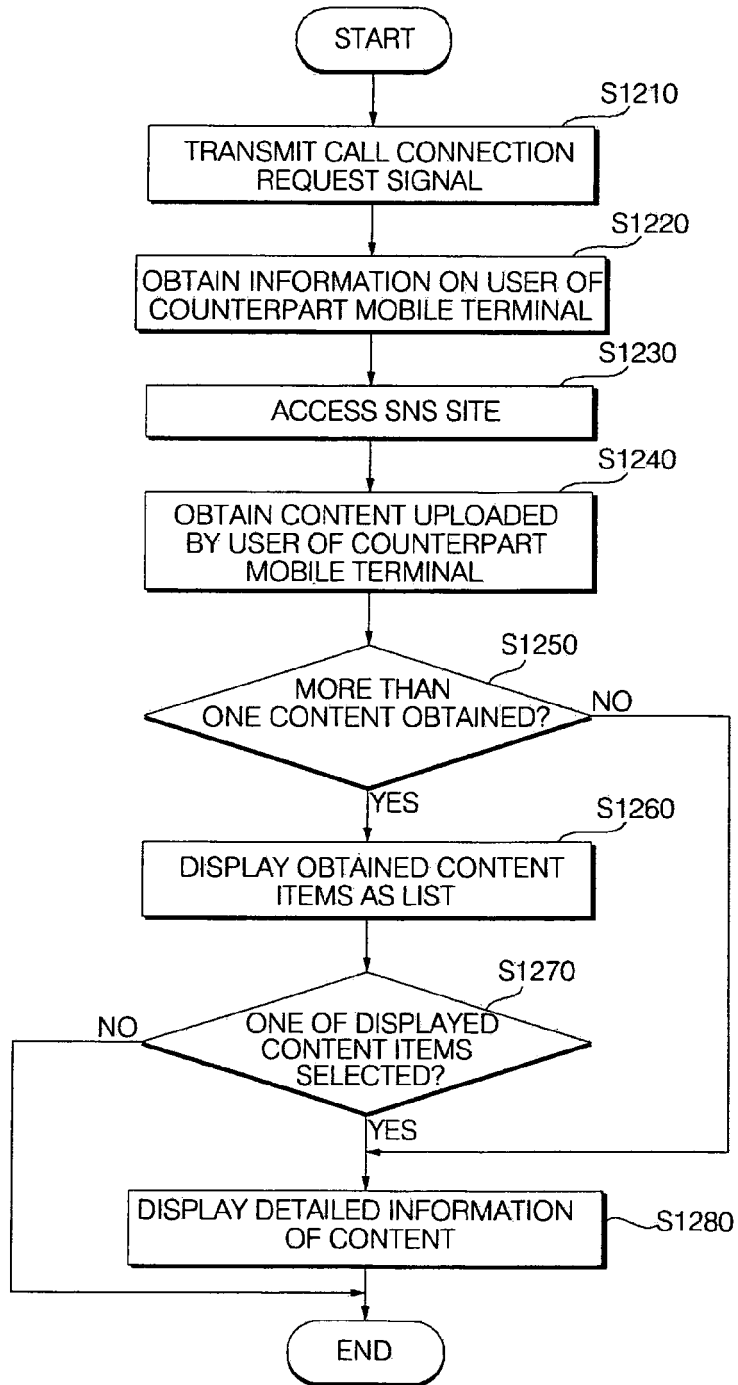 START
S1210
TRANSMIT CALL CONNECTION
REQUEST SIGNAL
S1220
OBTAIN INFORMATION ON USER OF
COUNTERPART MOBILE TERMINAL
S1230
ACCESS SNS SITE
S1240
OBTAIN CONTENT UPLOADED
BY USER OF COUNTERPART
MOBILE TERMINAL
S1250
MORE THAN
ONE CONTENT OBTAINED?
NO
YES
S1260
DISPLAY OBTAINED CONTENT
ITEMS AS LIST
S1270
NO
ONE OF DISPLAYED
CONTENT ITEMS
SELECTED?
YES
DISPLAY DETAILED INFORMATION
OF CONTENT
S1280
END